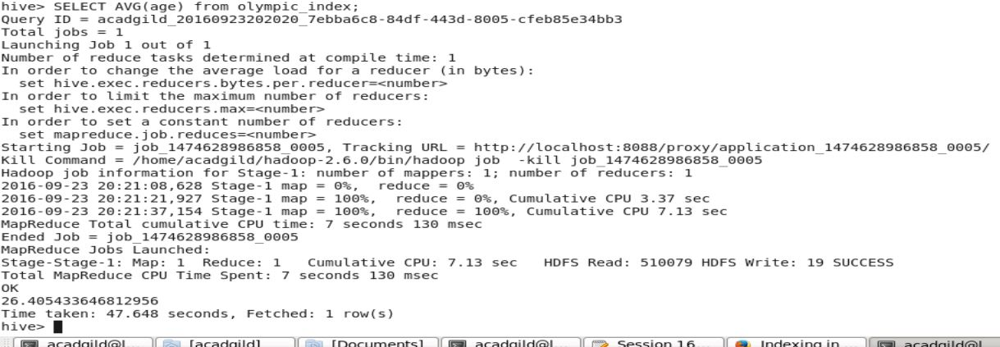 hive> SELECT AVG(age) from olympic_index;
Query ID = acadgild_20160923202020_7ebba6c8-84df-443d-8005-cfeb85e34bb3
Total jobs = 1
Launching Job 1 out of 1
Number of reduce tasks determined at compile time: 1
In order to change the average load for a reducer (in bytes):
  set hive.exec.reducers.bytes.per.reducer=<number>
In order to limit the maximum number of reducers:
  set hive.exec.reducers.max=<number>
In order to set a constant number of reducers:
  set mapreduce.job.reduces=<number>
Starting Job = job_1474628986858_0005, Tracking URL = http://localhost:8088/proxy/application_1474628986858_0005/
Kill Command = /home/acadgild/hadoop-2.6.0/bin/hadoop job  -kill job_1474628986858_0005
Hadoop job information for Stage-1: number of mappers: 1; number of reducers: 1
2016-09-23 20:21:08,628 Stage-1 map = 0%,  reduce = 0%
2016-09-23 20:21:21,927 Stage-1 map = 100%,  reduce = 0%, Cumulative CPU 3.37 sec
2016-09-23 20:21:37,154 Stage-1 map = 100%,  reduce = 100%, Cumulative CPU 7.13 sec
MapReduce Total cumulative CPU time: 7 seconds 130 msec
Ended Job = job_1474628986858_0005
MapReduce Jobs Launched:
Stage-Stage-1: Map: 1  Reduce: 1   Cumulative CPU: 7.13 sec   HDFS Read: 510079 HDFS Write: 19 SUCCESS
Total MapReduce CPU Time Spent: 7 seconds 130 msec
OK
26.405433646812956
Time taken: 47.648 seconds, Fetched: 1 row(s)
hive>
acadgild@l... [acadgild] [Documents] acadgild@l... Session 16... Indexing in ... acadgild@l...